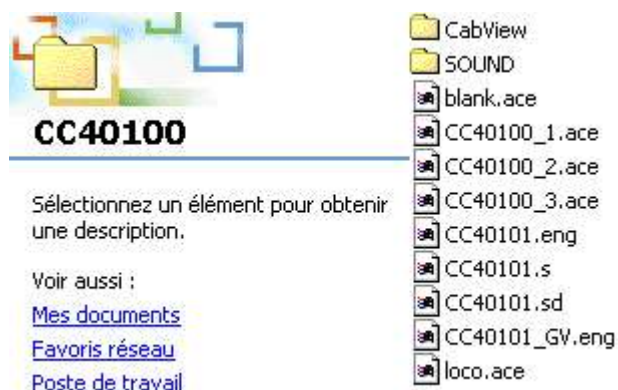 CC40100
Sélectionnez un élément pour obtenir
une description.
Voir aussi :
Mes documents
Favoris réseau
Poste de travail
CabView
SOUND
blank.ace
CC40100_1.ace
CC40100_2.ace
CC40100_3.ace
CC40101.eng
CC40101.s
CC40101.sd
CC40101_GV.eng
loco.ace